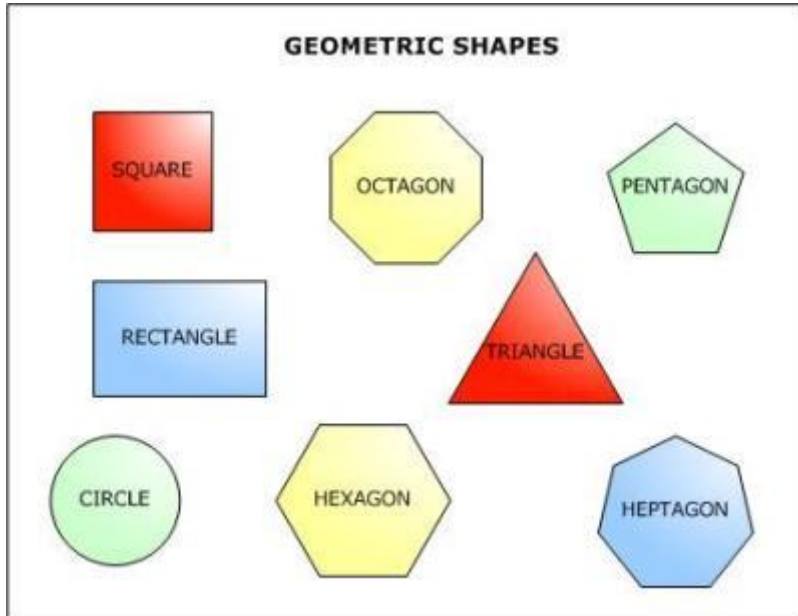 GEOMETRIC SHAPES
SQUARE
OCTAGON
PENTAGON
RECTANGLE
TRIANGLE
CIRCLE
HEXAGON
HEPTAGON